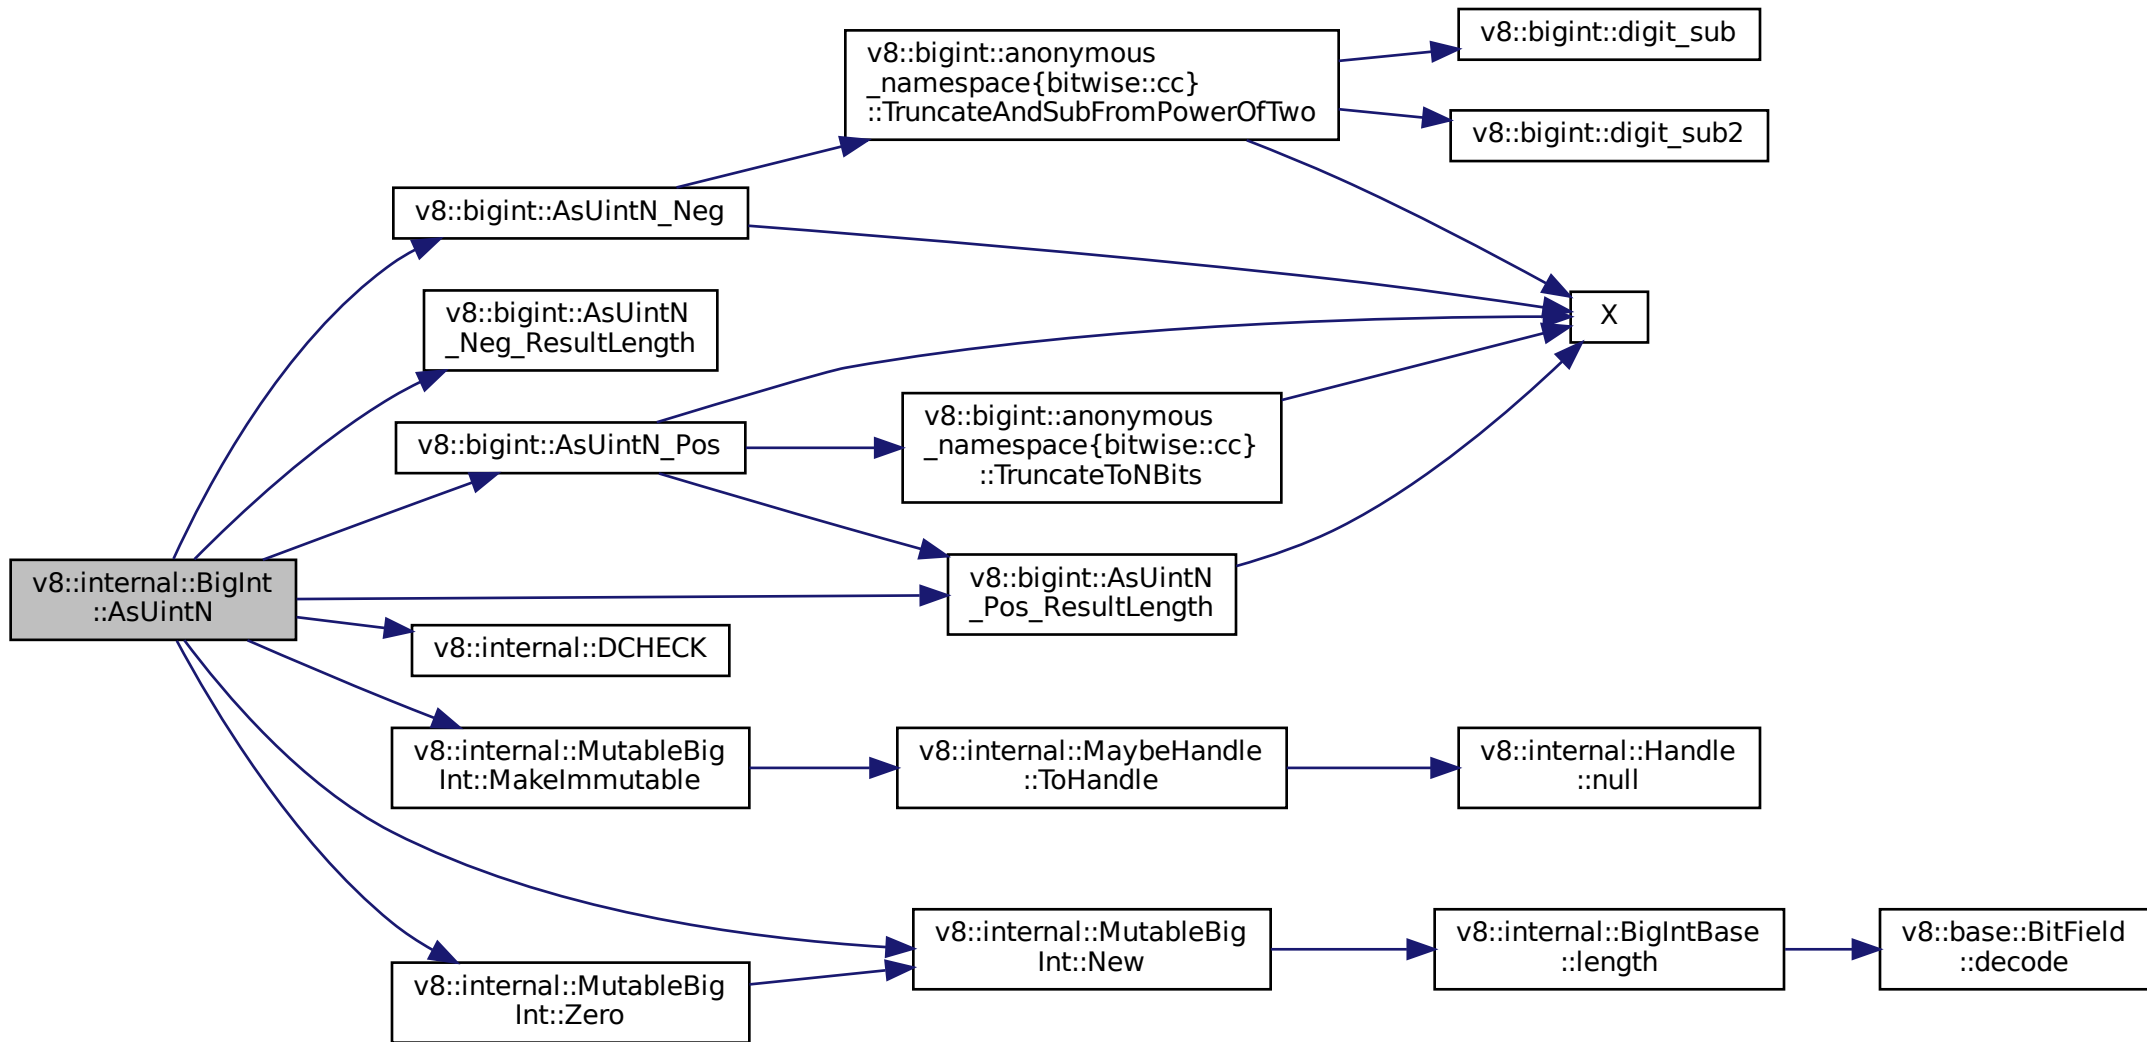 v8::internal::BigInt
::AsUintN
v8::bigint::AsUintN_Neg
v8::bigint::anonymous
_namespace{bitwise::cc}
::TruncateAndSubFromPowerOfTwo
v8::bigint::digit_sub
v8::bigint::digit_sub2
X
v8::bigint::AsUintN
_Neg_ResultLength
v8::bigint::AsUintN_Pos
v8::bigint::anonymous
_namespace{bitwise::cc}
::TruncateToNBits
v8::bigint::AsUintN
_Pos_ResultLength
v8::internal::DCHECK
v8::internal::MutableBig
Int::MakeImmutable
v8::internal::MaybeHandle
::ToHandle
v8::internal::Handle
::null
v8::internal::MutableBig
Int::New
v8::internal::BigIntBase
::length
v8::base::BitField
::decode
v8::internal::MutableBig
Int::Zero